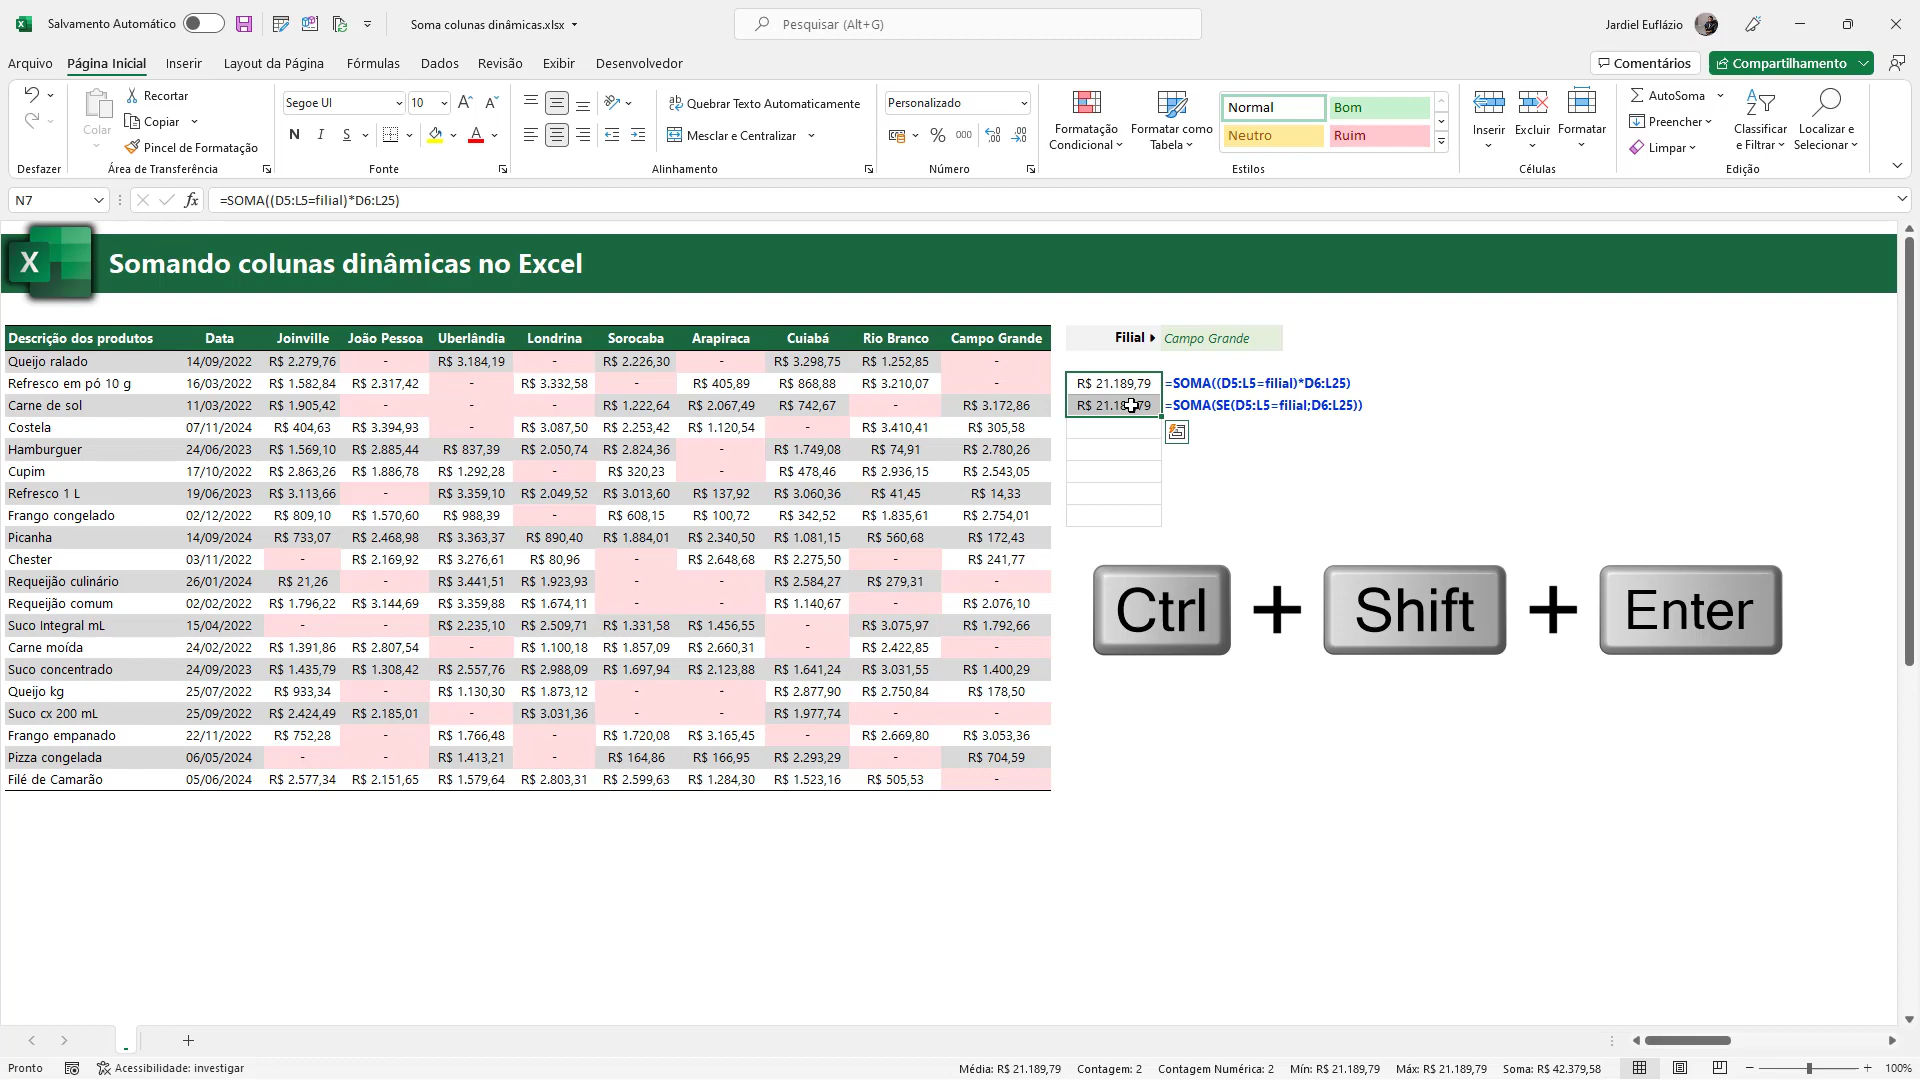 Salvamento Automático
Soma colunas dinâmicas.xlsx
Pesquisar (Alt+G)
Jardiel Euflázio
Arquivo Página Inicial Inserir Layout da Página Fórmulas Dados Revisão Exibir Desenvolvedor
Comentários Compartilhamento
Colar
Recortar
Copiar
Pincel de Formatação
Segoe UI 10
N I S
Quebrar Texto Automaticamente
Mesclar e Centralizar
Personalizado
% 000
Formatação Condicional
Formatar como Tabela
Normal Bom
Neutro Ruim
Inserir Excluir Formatar
AutoSoma
Preencher
Limpar
Classificar e Filtrar
Localizar e Selecionar
Desfazer Área de Transferência Fonte Alinhamento Número Estilos Células Edição
N7 fx =SOMA((D5:L5=filial)*D6:L25)
X Somando colunas dinâmicas no Excel
Descrição dos produtos Data Joinville João Pessoa Uberlândia Londrina Sorocaba Arapiraca Cuiabá Rio Branco Campo Grande
Queijo ralado 14/09/2022 R$ 2.279,76 - R$ 3.184,19 - R$ 2.226,30 - R$ 3.298,75 R$ 1.252,85 -
Refresco em pó 10 g 16/03/2022 R$ 1.582,84 R$ 2.317,42 - R$ 3.332,58 - R$ 405,89 R$ 868,88 R$ 3.210,07 -
Carne de sol 11/03/2022 R$ 1.905,42 - - - R$ 1.222,64 R$ 2.067,49 R$ 742,67 - R$ 3.172,86
Costela 07/11/2024 R$ 404,63 R$ 3.394,93 - R$ 3.087,50 R$ 2.253,42 R$ 1.120,54 - R$ 3.410,41 R$ 305,58
Hamburguer 24/06/2023 R$ 1.569,10 R$ 2.885,44 R$ 837,39 R$ 2.050,74 R$ 2.824,36 - R$ 1.749,08 R$ 74,91 R$ 2.780,26
Cupim 17/10/2022 R$ 2.863,26 R$ 1.886,78 R$ 1.292,28 - R$ 320,23 - R$ 478,46 R$ 2.936,15 R$ 2.543,05
Refresco 1 L 19/06/2023 R$ 3.113,66 - R$ 3.359,10 R$ 2.049,52 R$ 3.013,60 R$ 137,92 R$ 3.060,36 R$ 41,45 R$ 14,33
Frango congelado 02/12/2022 R$ 809,10 R$ 1.570,60 R$ 988,39 - R$ 608,15 R$ 100,72 R$ 342,52 R$ 1.835,61 R$ 2.754,01
Picanha 14/09/2024 R$ 733,07 R$ 2.468,98 R$ 3.363,37 R$ 890,40 R$ 1.884,01 R$ 2.340,50 R$ 1.081,15 R$ 560,68 R$ 172,43
Chester 03/11/2022 - R$ 2.169,92 R$ 3.276,61 R$ 80,96 - R$ 2.648,68 R$ 2.275,50 - R$ 241,77
Requeijão culinário 26/01/2024 R$ 21,26 - R$ 3.441,51 R$ 1.923,93 - - R$ 2.584,27 R$ 279,31 -
Requeijão comum 02/02/2022 R$ 1.796,22 R$ 3.144,69 R$ 3.359,88 R$ 1.674,11 - - R$ 1.140,67 - R$ 2.076,10
Suco Integral mL 15/04/2022 - - R$ 2.235,10 R$ 2.509,71 R$ 1.331,58 R$ 1.456,55 - R$ 3.075,97 R$ 1.792,66
Carne moída 24/02/2022 R$ 1.391,86 R$ 2.807,54 - R$ 1.100,18 R$ 1.857,09 R$ 2.660,31 - R$ 2.422,85 -
Suco concentrado 24/09/2023 R$ 1.435,79 R$ 1.308,42 R$ 2.557,76 R$ 2.988,09 R$ 1.697,94 R$ 2.123,88 R$ 1.641,24 R$ 3.031,55 R$ 1.400,29
Queijo kg 25/07/2022 R$ 933,34 - R$ 1.130,30 R$ 1.873,12 - - R$ 2.877,90 R$ 2.750,84 R$ 178,50
Suco cx 200 mL 25/09/2022 R$ 2.424,49 R$ 2.185,01 - R$ 3.031,36 - - R$ 1.977,74 - -
Frango empanado 22/11/2022 R$ 752,28 - R$ 1.766,48 - R$ 1.720,08 R$ 3.165,45 - R$ 2.669,80 R$ 3.053,36
Pizza congelada 06/05/2024 - - R$ 1.413,21 - R$ 164,86 R$ 166,95 R$ 2.293,29 - R$ 704,59
Filé de Camarão 05/06/2024 R$ 2.577,34 R$ 2.151,65 R$ 1.579,64 R$ 2.803,31 R$ 2.599,63 R$ 1.284,30 R$ 1.523,16 R$ 505,53 -
Filial Campo Grande
R$ 21.189,79 =SOMA((D5:L5=filial)*D6:L25)
=SOMA(SE(D5:L5=filial;D6:L25))
Ctrl + Shift + Enter
Pronto Acessibilidade: investigar Média: R$ 21.189,79 Contagem: 2 Contagem Numérica: 2 Mín: R$ 21.189,79 Máx: R$ 21.189,79 Soma: R$ 42.379,58 100%